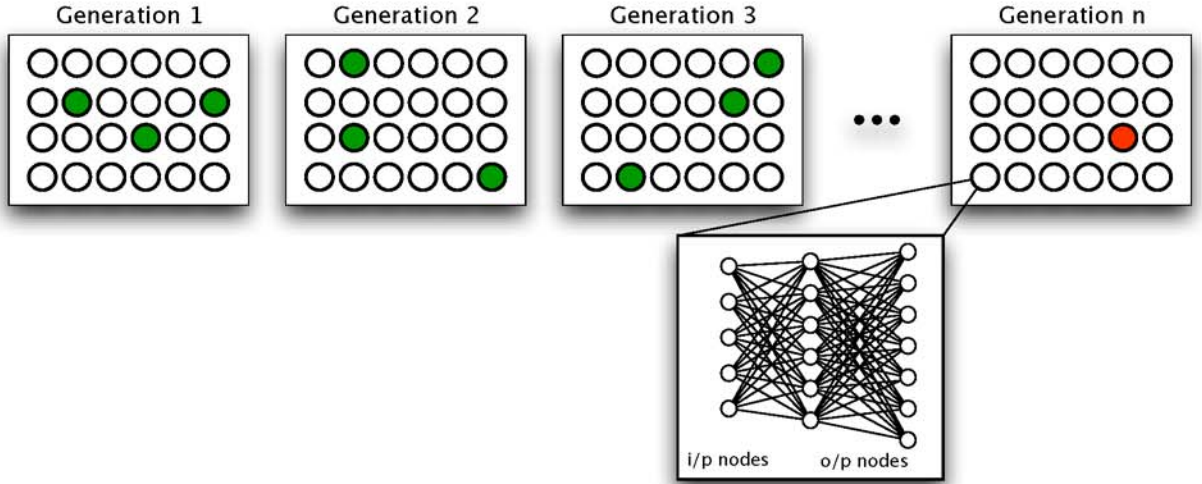 Generation 1
Generation 2
Generation 3
Generation n
i/p nodes
o/p nodes